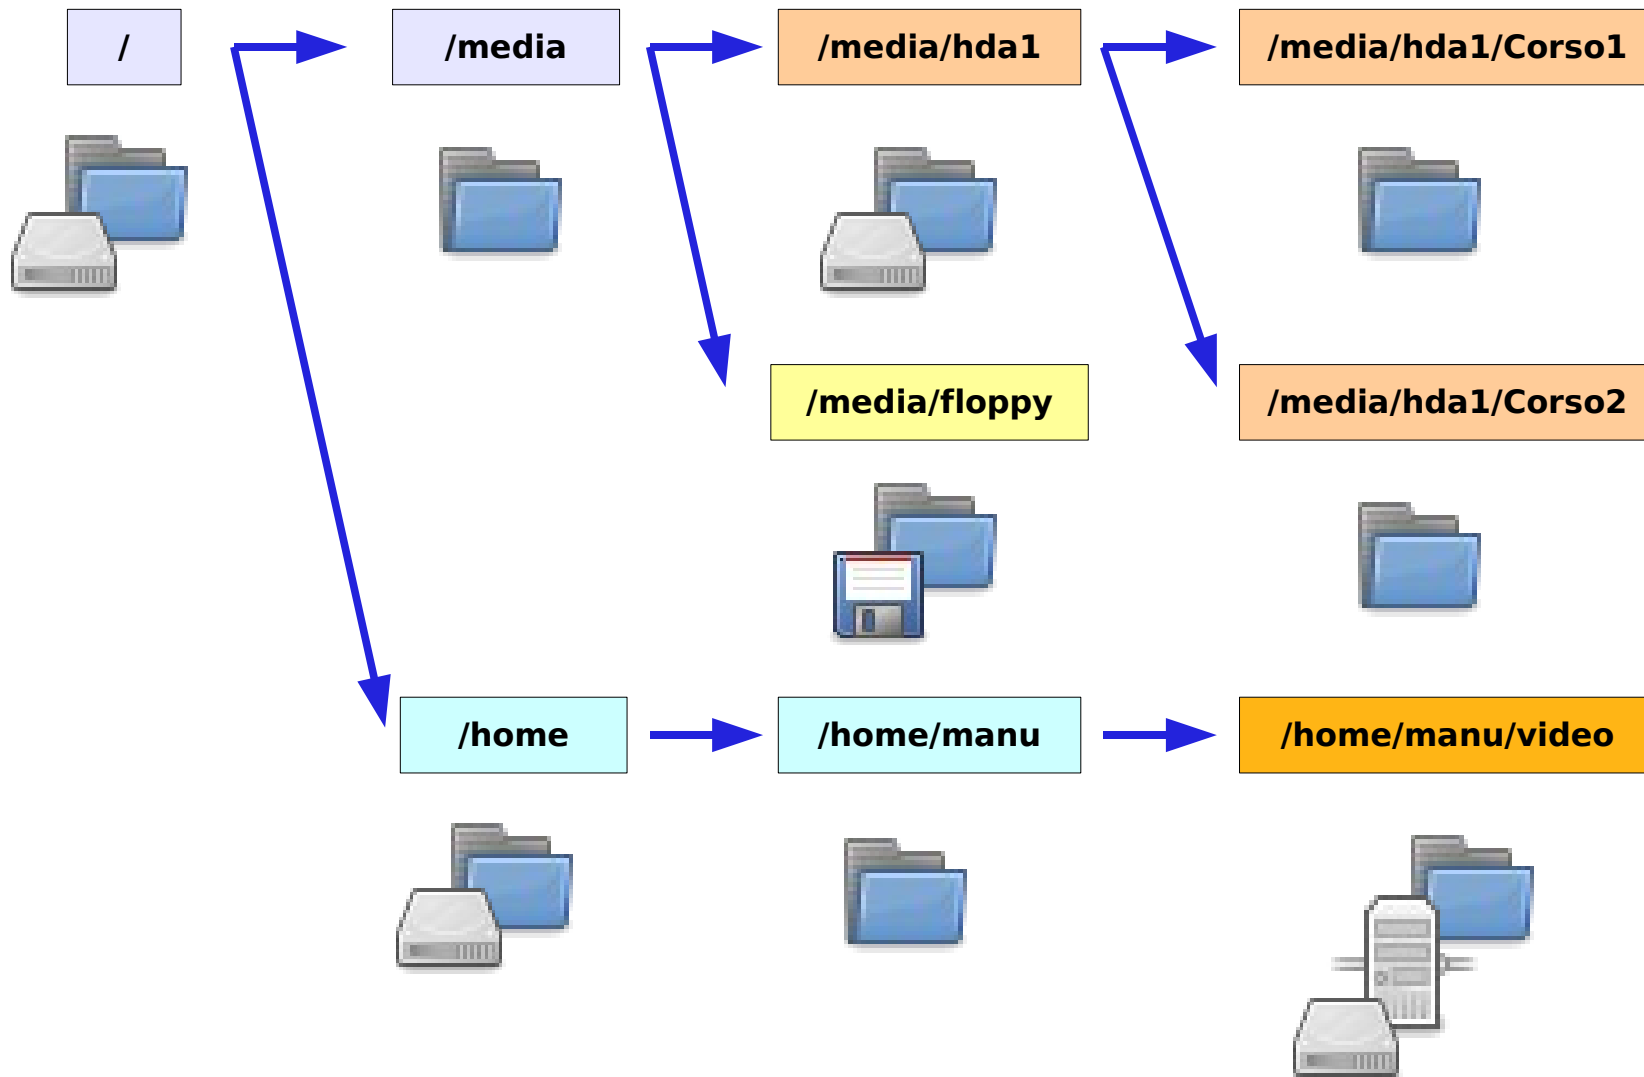 /
/media
/media/hda1
/media/hda1/Corso1
/media/floppy
/media/hda1/Corso2
/home
/home/manu
/home/manu/video